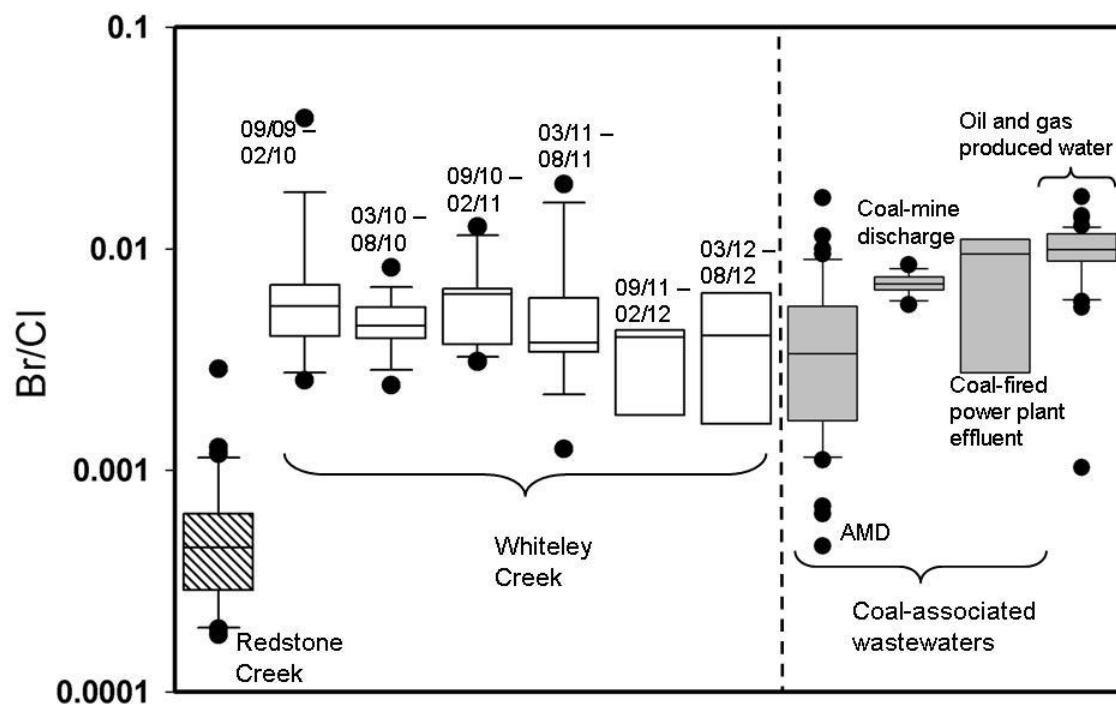 0.1
0.01
0.001
0.0001
Br/Cl
09/09 –
02/10
03/10 –
08/10
09/10 –
02/11
03/11 –
08/11
09/11 –
02/12
03/12 –
08/12
Redstone
Creek
Whiteley
Creek
AMD
Coal-mine
discharge
Coal-fired
power plant
effluent
Oil and gas
produced water
Coal-associated
wastewaters